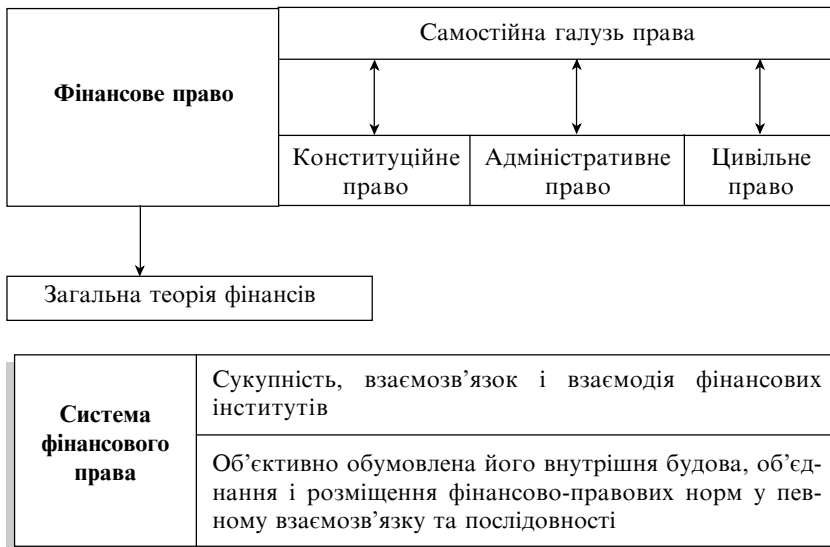 Самостійна галузь права
Фінансове право
Конституційне
право
Адміністративне
право
Цивільне
право
Загальна теорія фінансів
Система
фінансового
права
Сукупність, взаємозв’язок і взаємодія фінансових
інститутів
Об’єктивно обумовлена його внутрішня будова, об’єд-
нання і розміщення фінансово-правових норм у пев-
ному взаємозв’язку та послідовності